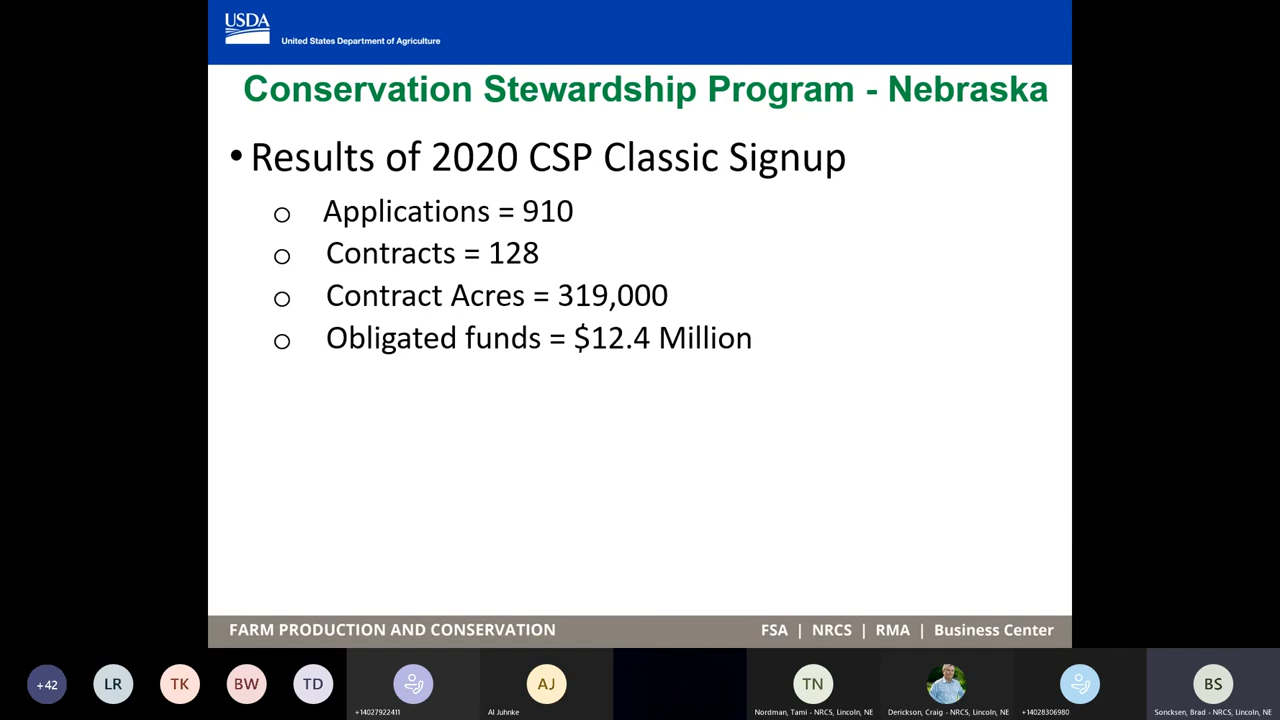 USDA
United States Department of Agriculture
Conservation Stewardship Program - Nebraska
• Results of 2020 CSP Classic Signup
o Applications = 910
o Contracts = 128
o Contract Acres = 319,000
o Obligated funds = $12.4 Million
FARM PRODUCTION AND CONSERVATION
FSA | NRCS | RMA | Business Center
+42
LR
TK
BW
TD
AJ
TN
BS
+14027922411
Al Juhnke
Nordman, Tami - NRCS, Lincoln, NE
Derickson, Craig - NRCS, Lincoln, NE
+14028306980
Soncksen, Brad - NRCS, Lincoln, NE